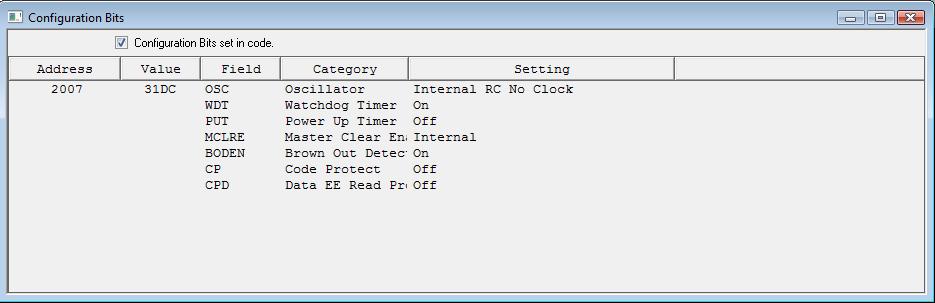 Configuration Bits
Configuration Bits set in code.
Address Value Field Category Setting
2007 31DC OSC Oscillator Internal RC No Clock
WDT Watchdog Timer On
PUT Power Up Timer Off
MCLRE Master Clear Ena Internal
BODEN Brown Out Detec On
CP Code Protect Off
CPD Data EE Read Pro Off